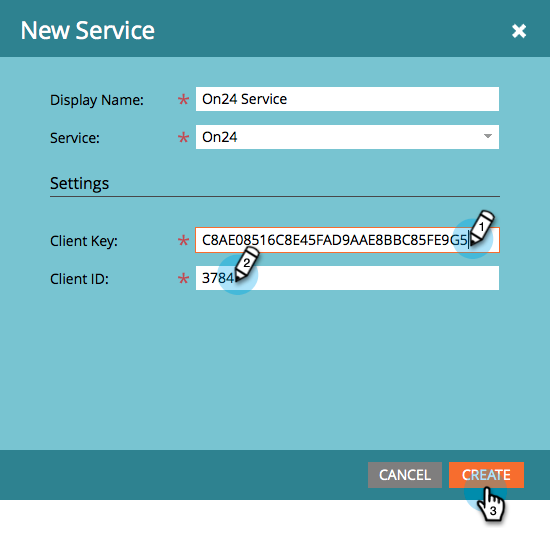 New Service
Display Name: * On24 Service
Service: * On24
Settings
Client Key: * C8AE08516C8E45FAD9AAE8BBC85FE9G5
1
2
Client ID: * 3784
CANCEL CREATE
3